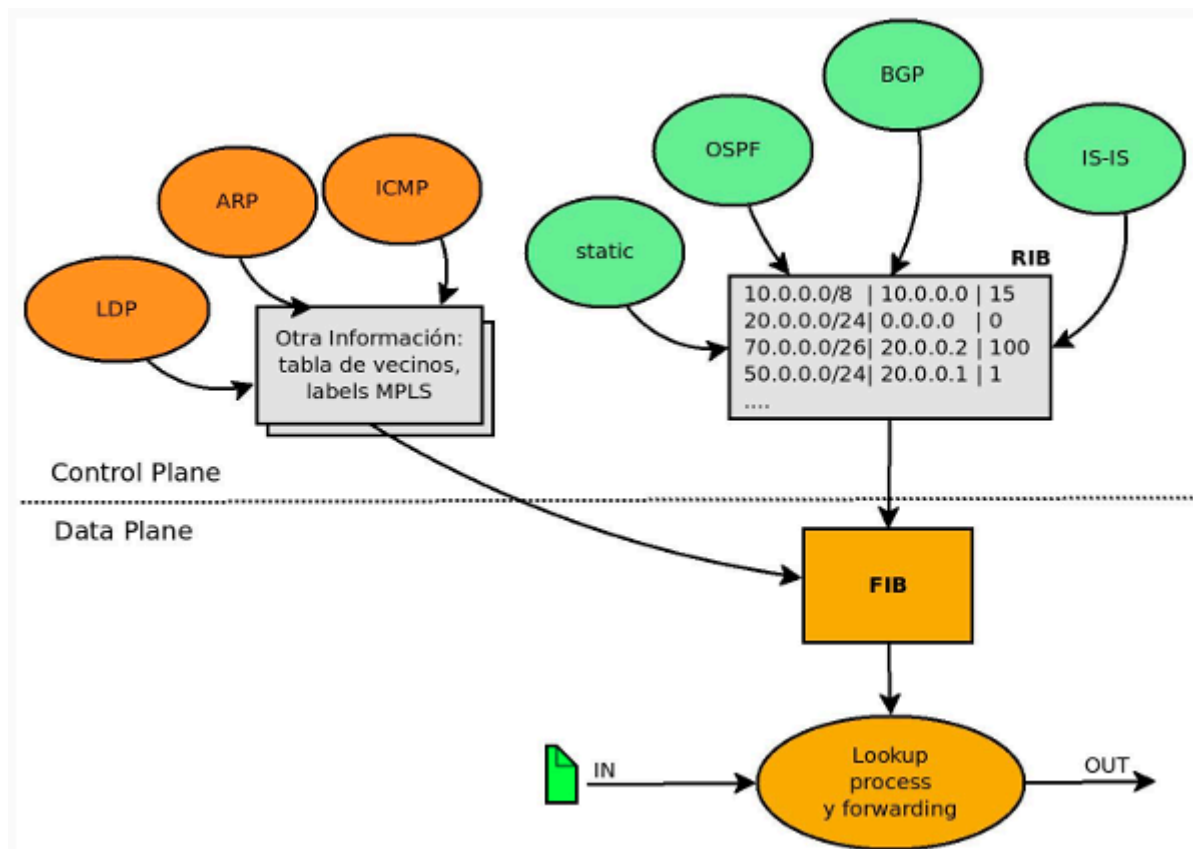 BGP
OSPF
IS-IS
ICMP
ARP
static
LDP
RIB
10.0.0.0/8 | 10.0.0.0 | 15
20.0.0.0/24| 0.0.0.0 | 0
70.0.0.0/26| 20.0.0.2 | 100
50.0.0.0/24| 20.0.0.1 | 1
....
Otra Información:
tabla de vecinos,
labels MPLS
Control Plane
Data Plane
FIB
IN
Lookup
process
y forwarding
OUT